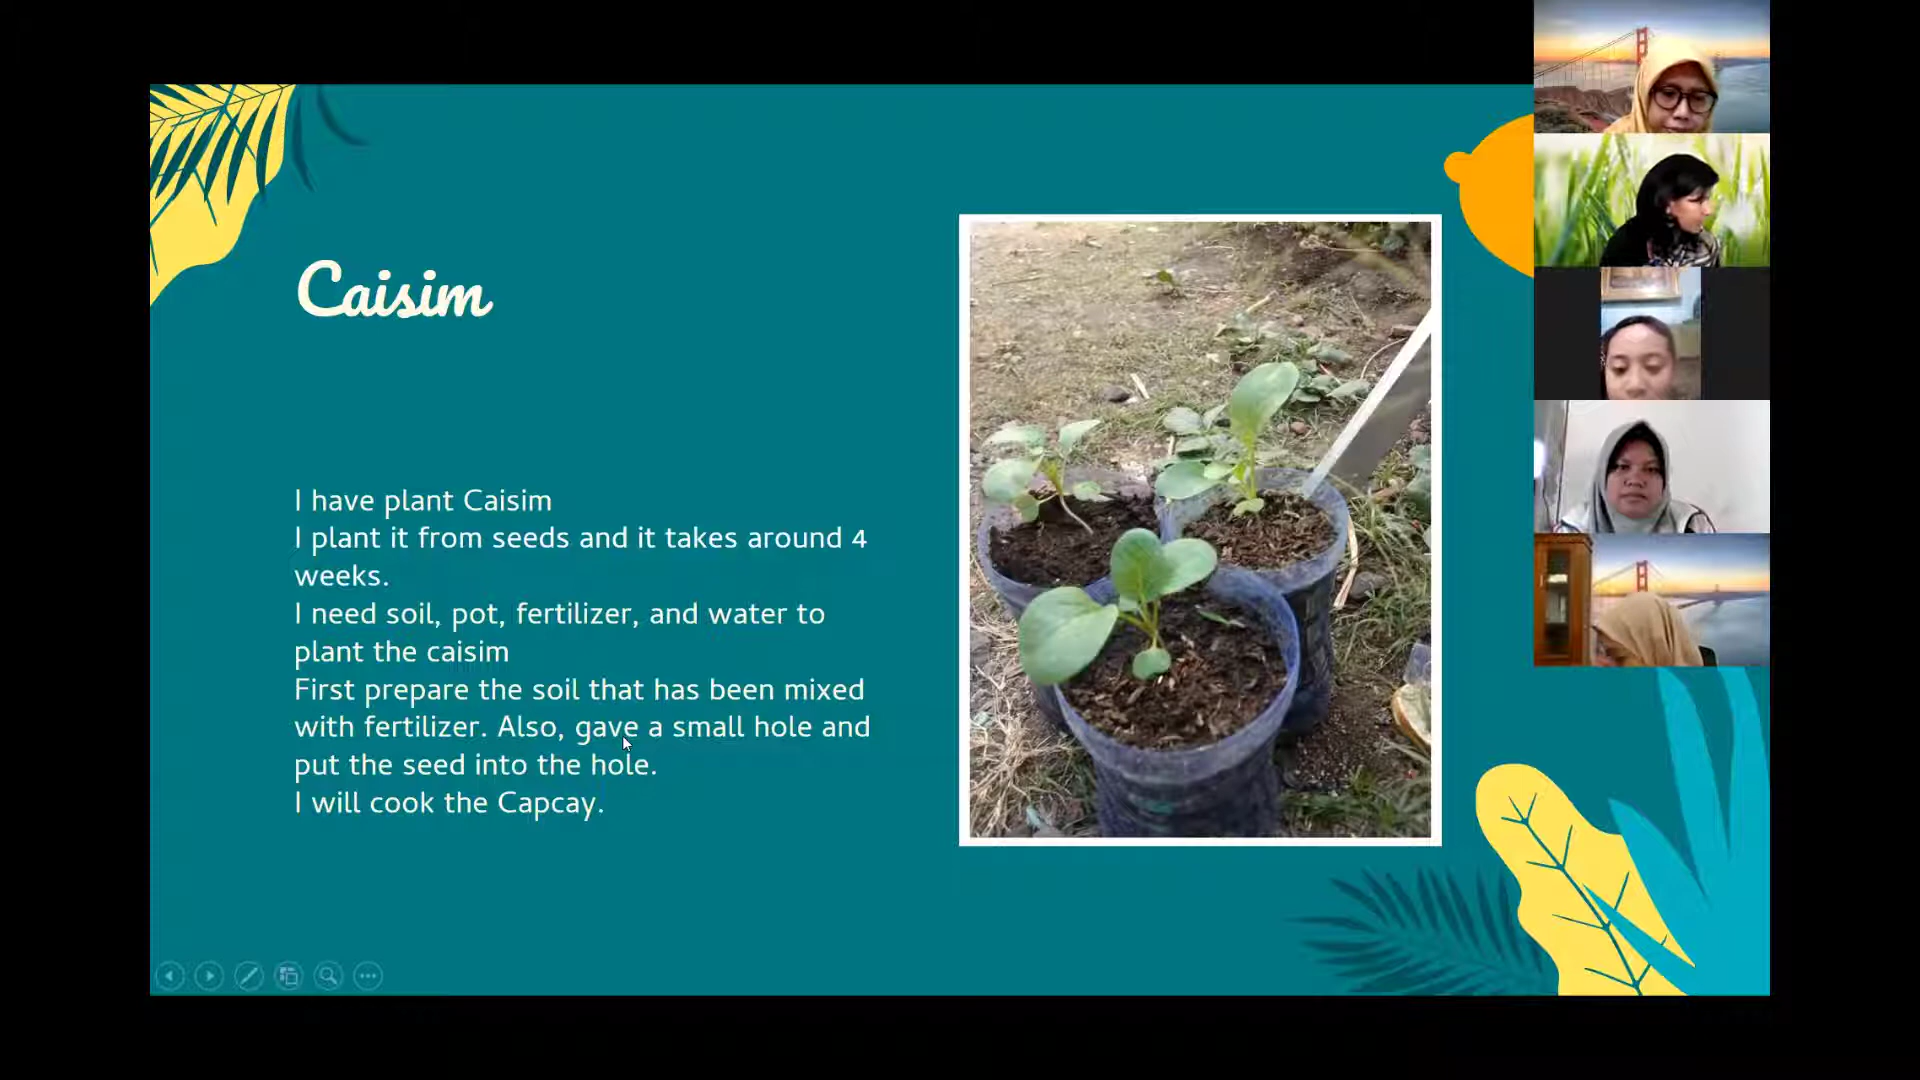 Caisim
I have plant Caisim
I plant it from seeds and it takes around 4
weeks.
I need soil, pot, fertilizer, and water to
plant the caisim
First prepare the soil that has been mixed
with fertilizer. Also, gave a small hole and
put the seed into the hole.
I will cook the Capcay.